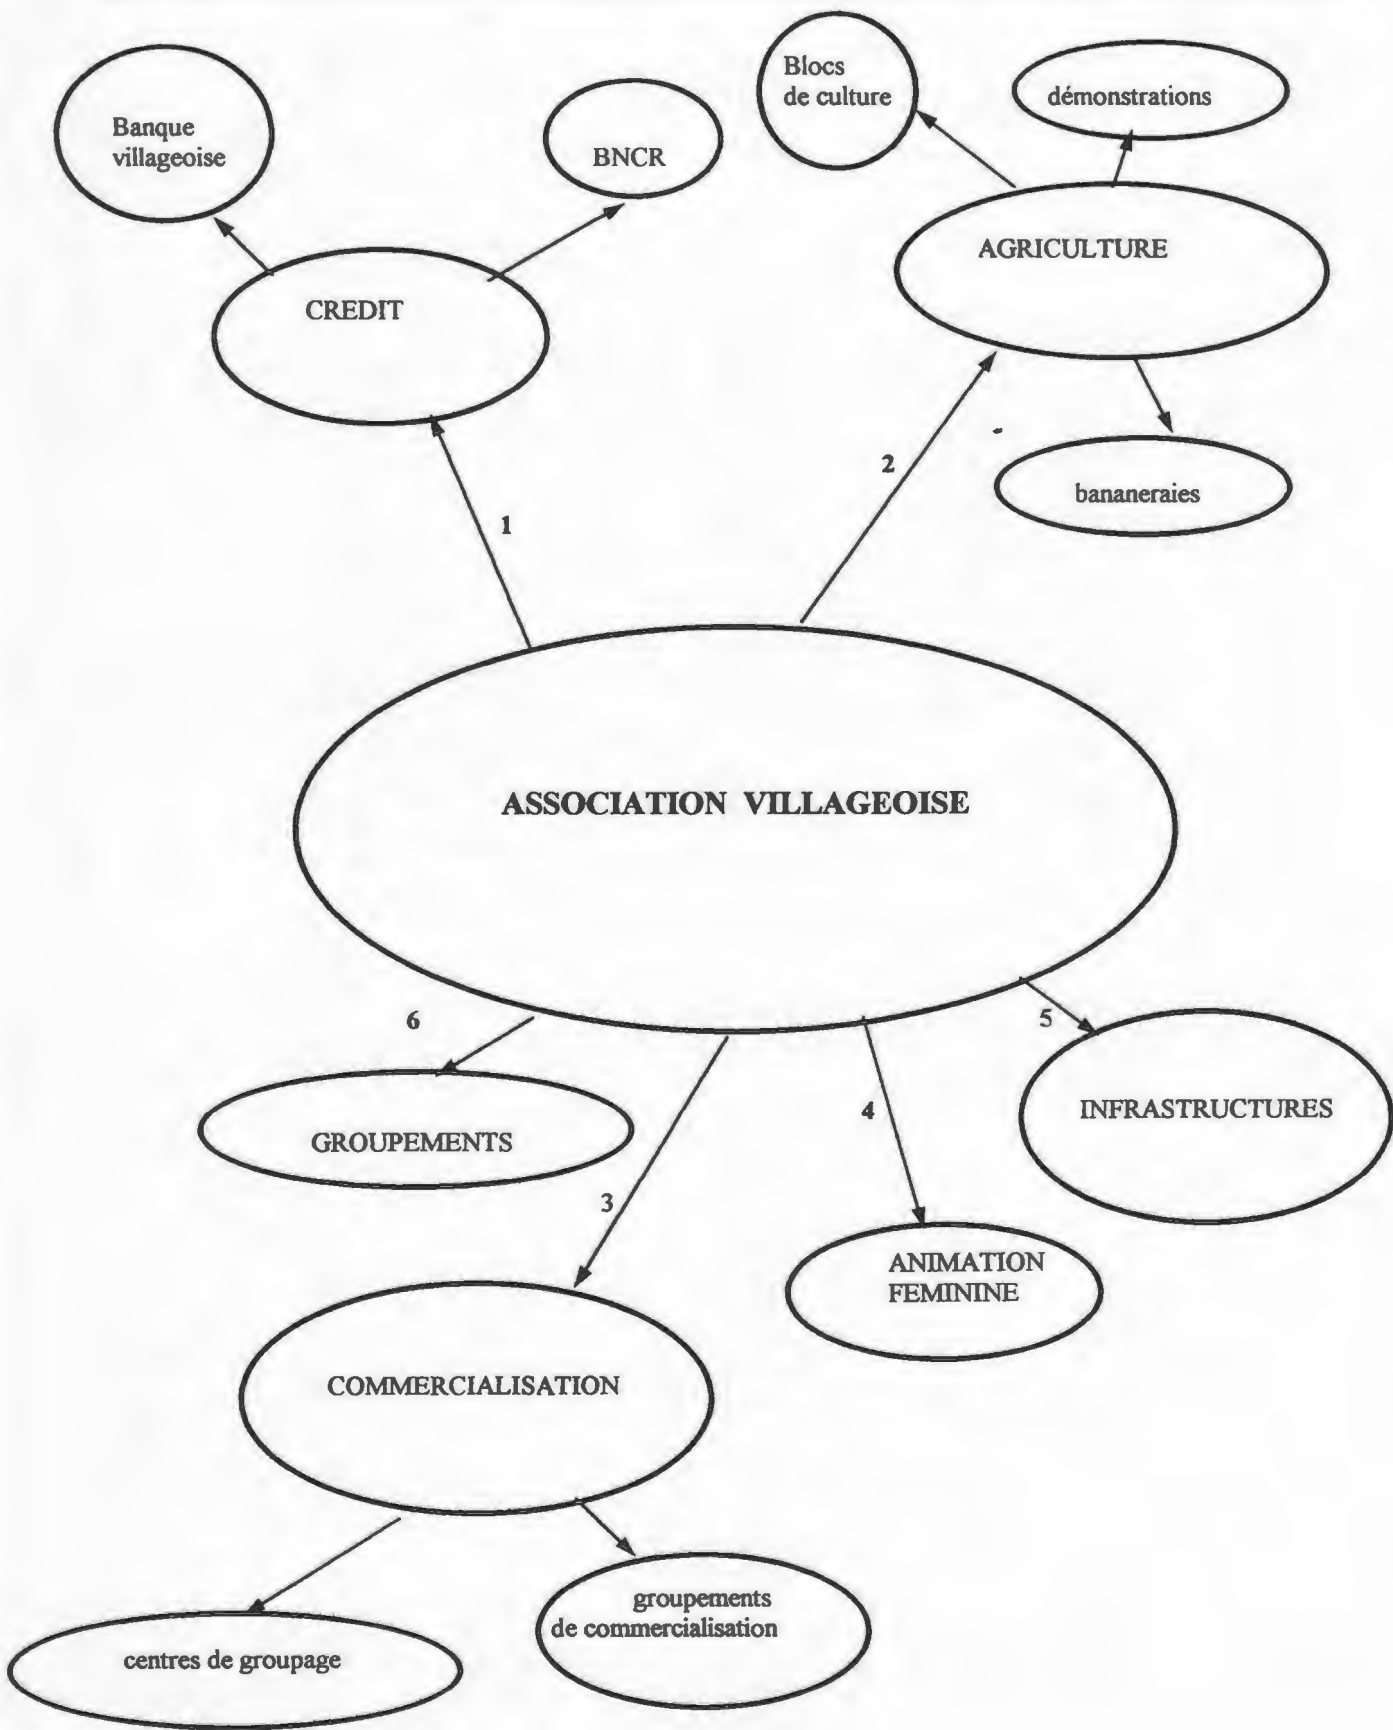 Blocs
de culture
démonstrations
Banque
villageoise
BNCR
AGRICULTURE
CREDIT
2
bananeraies
1
ASSOCIATION VILLAGEOISE
6
5
INFRASTRUCTURES
4
GROUPEMENTS
3
ANIMATION
FEMININE
COMMERCIALISATION
groupements
de commercialisation
centres de groupage